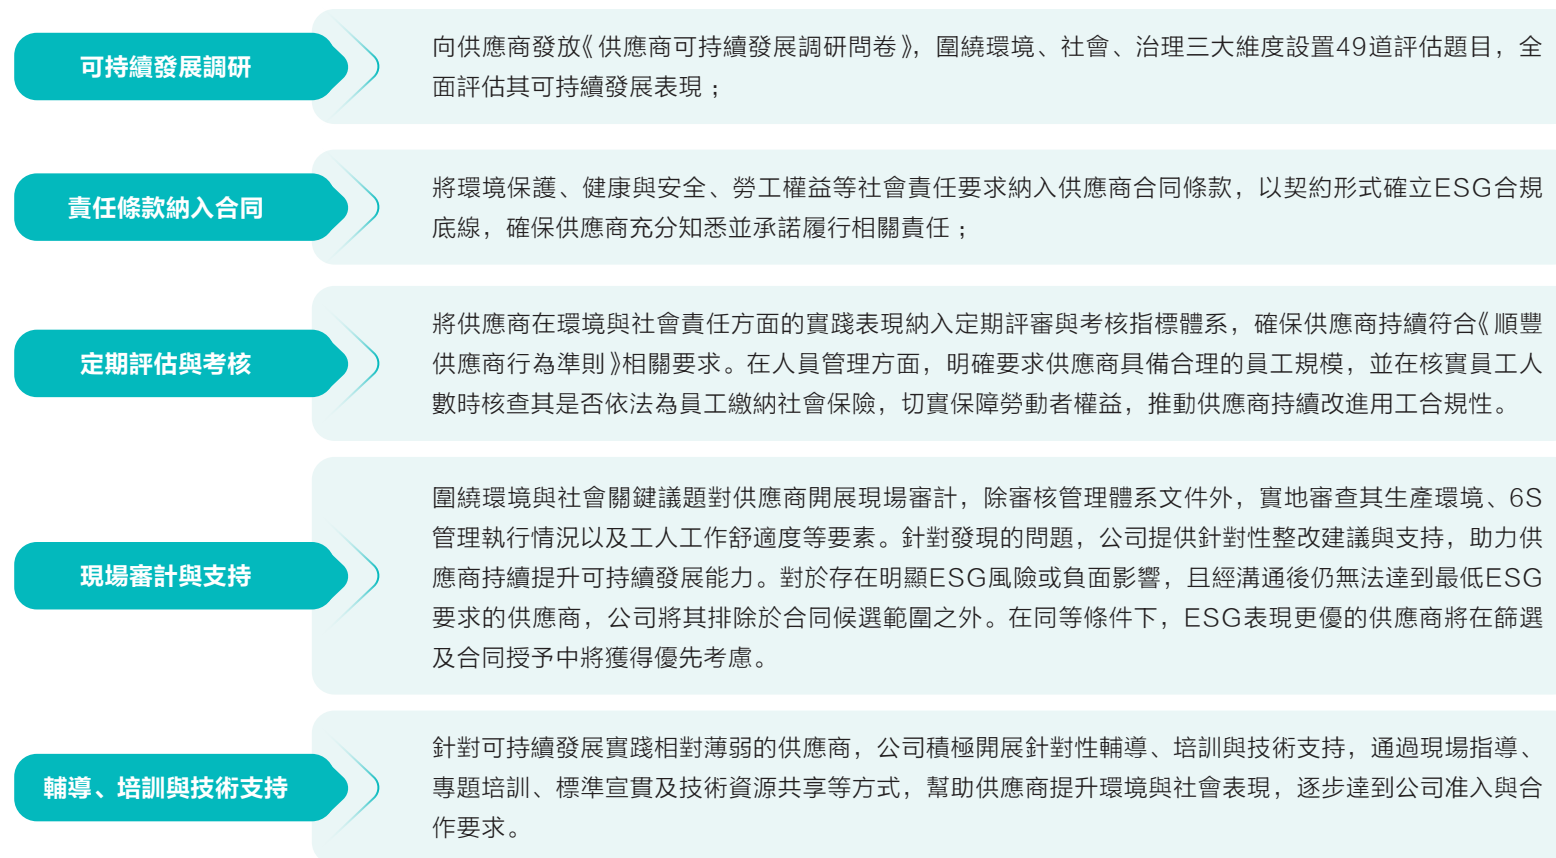 可持續發展調研
向供應商發放《供應商可持續發展調研問卷》，圍繞環境、社會、治理三大維度設置49道評估題目，全
面評估其可持續發展表現；
責任條款納入合同
將環境保護、健康與安全、勞工權益等社會責任要求納入供應商合同條款，以契約形式確立ESG合規
底線，確保供應商充分知悉並承諾履行相關責任；
定期評估與考核
將供應商在環境與社會責任方面的實踐表現納入定期評審與考核指標體系，確保供應商持續符合《順豐
供應商行為準則》相關要求。在人員管理方面，明確要求供應商具備合理的員工規模，並在核實員工人
數時核查其是否依法為員工繳納社會保險，切實保障勞動者權益，推動供應商持續改進用工合規性。
現場審計與支持
圍繞環境與社會關鍵議題對供應商開展現場審計，除審核管理體系文件外，實地審查其生產環境、6S
管理執行情況以及工人工作舒適度等要素。針對發現的問題，公司提供針對性整改建議與支持，助力供
應商持續提升可持續發展能力。對於存在明顯ESG風險或負面影響，且經溝通後仍無法達到最低ESG
要求的供應商，公司將其排除於合同候選範圍之外。在同等條件下，ESG表現更優的供應商將在篩選
及合同授予中將獲得優先考慮。
輔導、培訓與技術支持
針對可持續發展實踐相對薄弱的供應商，公司積極開展針對性輔導、培訓與技術支持，通過現場指導、
專題培訓、標準宣貫及技術資源共享等方式，幫助供應商提升環境與社會表現，逐步達到公司准入與合
作要求。